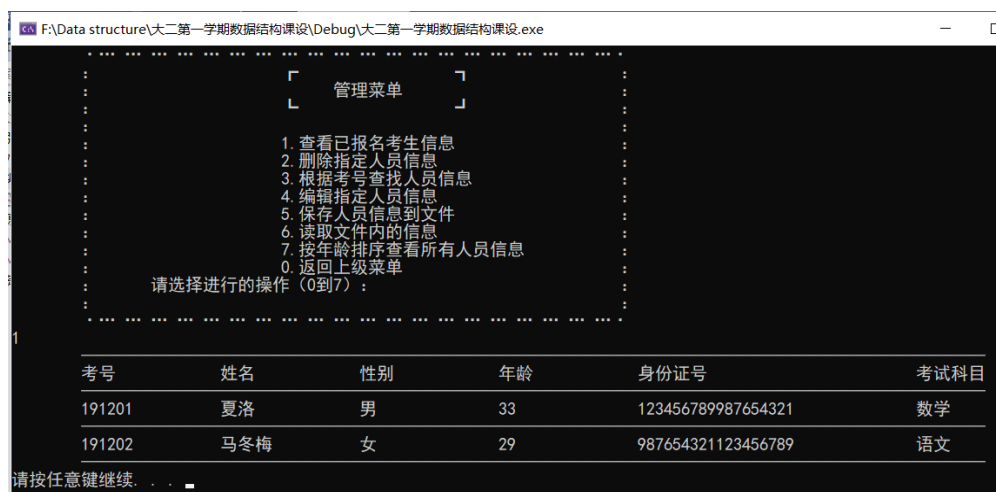 F:\Data structure\大二第一学期数据结构课设\Debug\大二第一学期数据结构课设.exe
管理菜单
1.查看已报名考生信息
2.删除指定人员信息
3.根据考号查找人员信息
4.编辑指定人员信息
5.保存人员信息到文件
6.读取文件内的信息
7.按年龄排序查看所有人员信息
0.返回上级菜单
请选择进行的操作（0到7）：
1
考号 姓名 性别 年龄 身份证号 考试科目
191201 夏洛 男 33 123456789987654321 数学
191202 马冬梅 女 29 987654321123456789 语文
请按任意键继续. . .